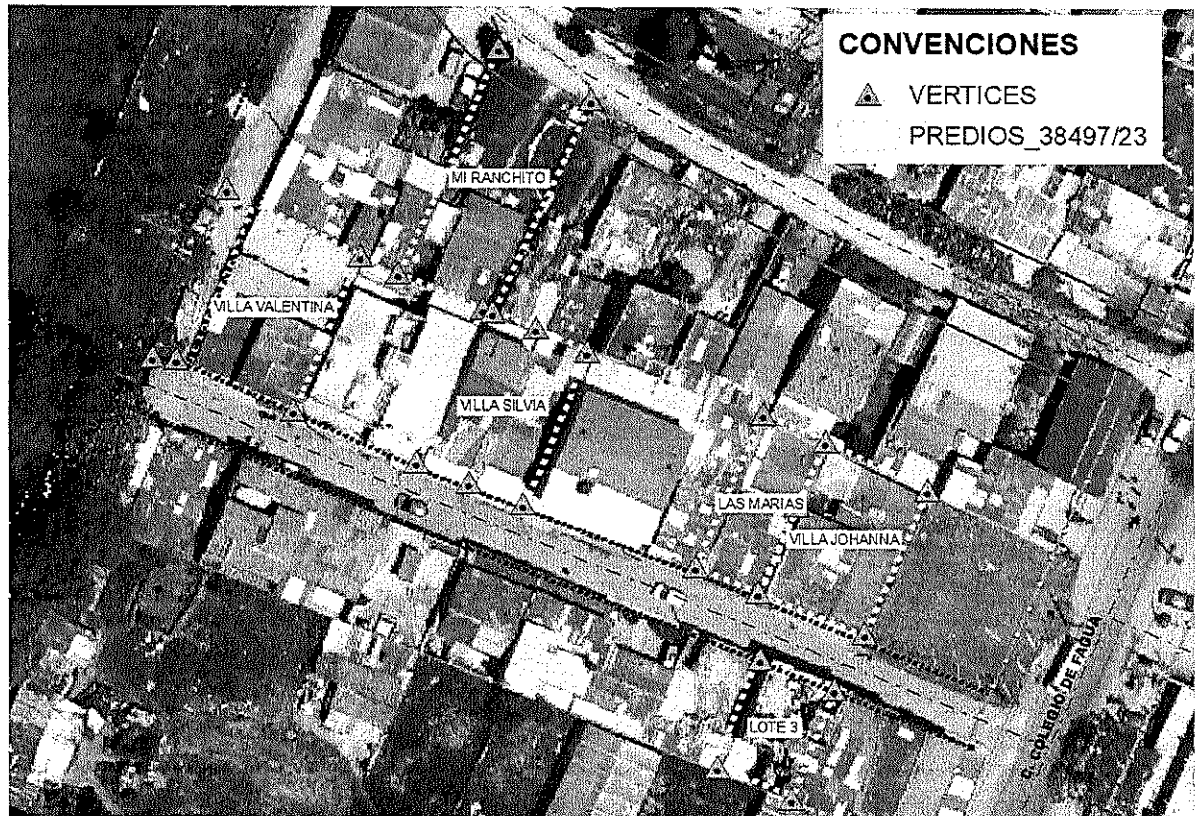 CONVENCIONES
VERTICES
PREDIOS_38497/23
MI RANCHITO
VILLA VALENTINA
VILLA SILVIA
LAS MARIAS
VILLA JOHANNA
LOTE 3
C. COLEGIO DE FAGUA